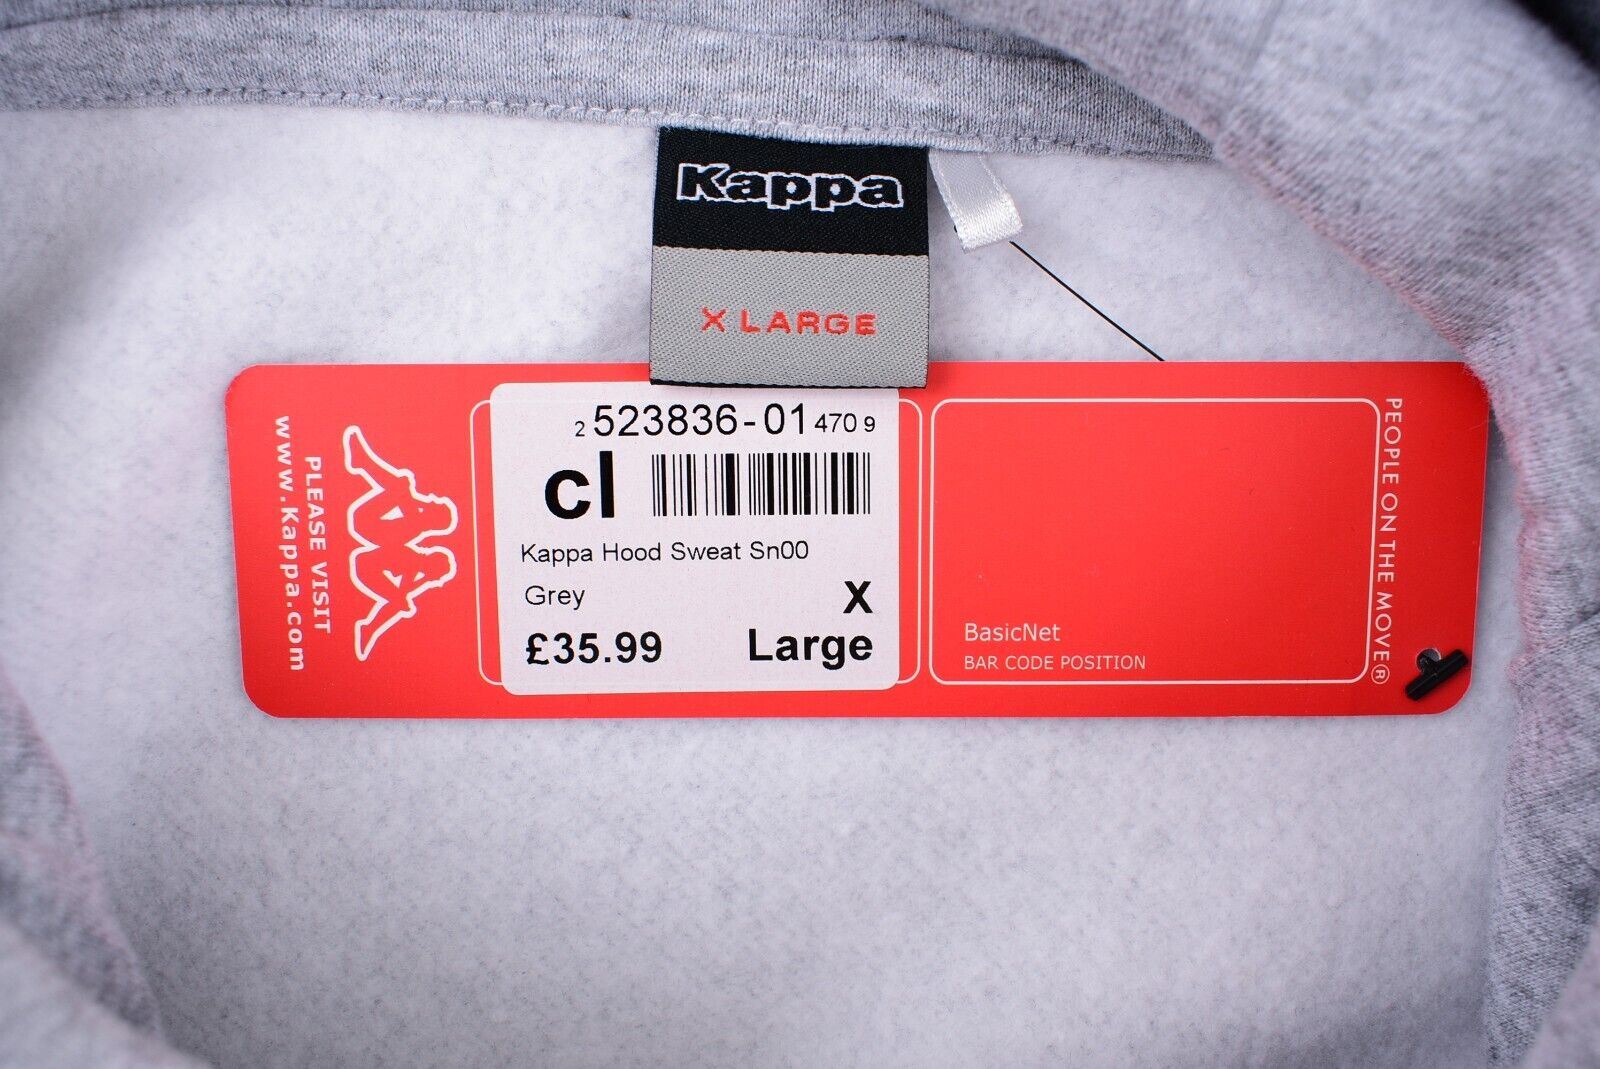 Kappa
X LARGE
PLEASE VISIT
www.Kappa.com
2 523836-01 470 9
cl
Kappa Hood Sweat Sn00
Grey X
£35.99 Large
BasicNet
BAR CODE POSITION
PEOPLE ON THE MOVE®